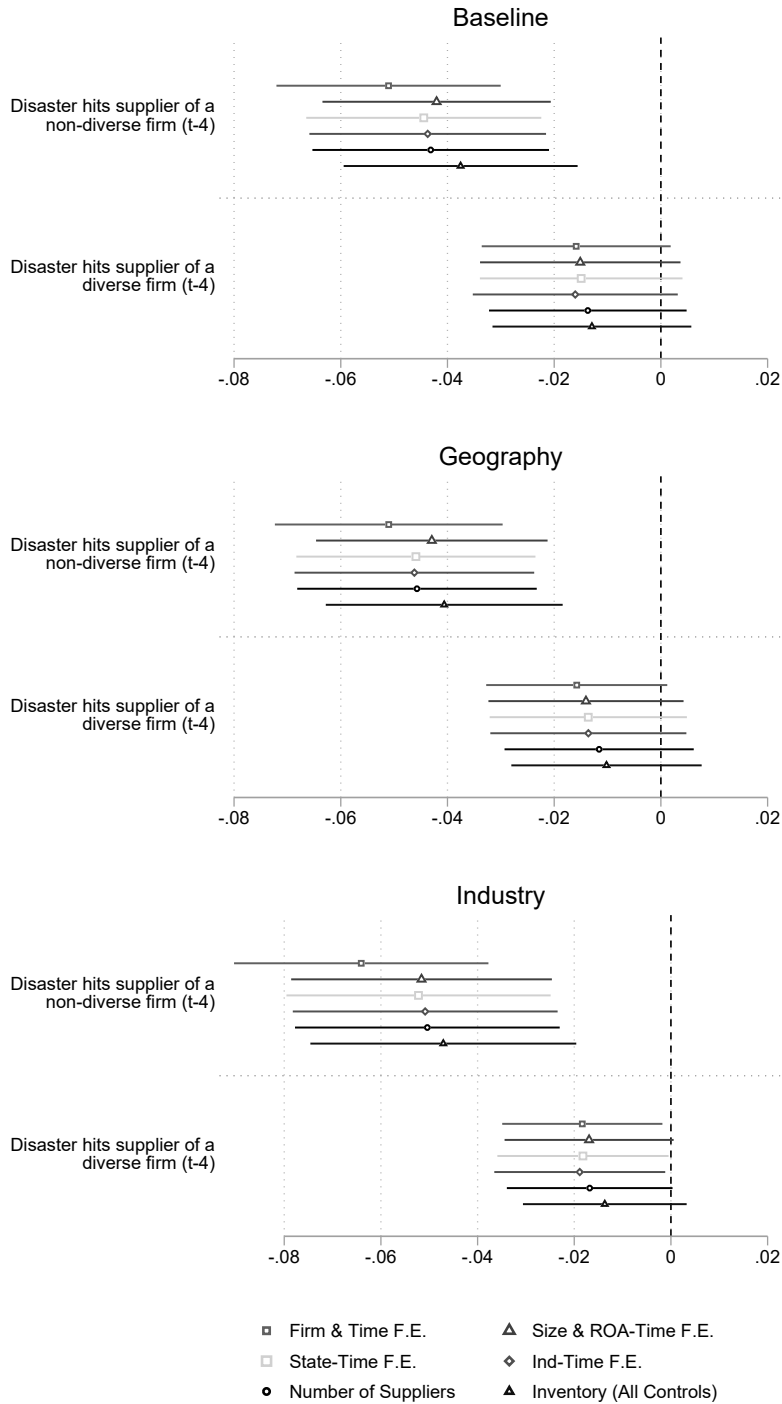 Baseline
Disaster hits supplier of a
non-diverse firm (t-4)
Disaster hits supplier of a
diverse firm (t-4)
-.08 -.06 -.04 -.02 0 .02
Geography
Disaster hits supplier of a
non-diverse firm (t-4)
Disaster hits supplier of a
diverse firm (t-4)
-.08 -.06 -.04 -.02 0 .02
Industry
Disaster hits supplier of a
non-diverse firm (t-4)
Disaster hits supplier of a
diverse firm (t-4)
-.08 -.06 -.04 -.02 0 .02
Firm & Time F.E. Size & ROA-Time F.E.
State-Time F.E. Ind-Time F.E.
Number of Suppliers Inventory (All Controls)